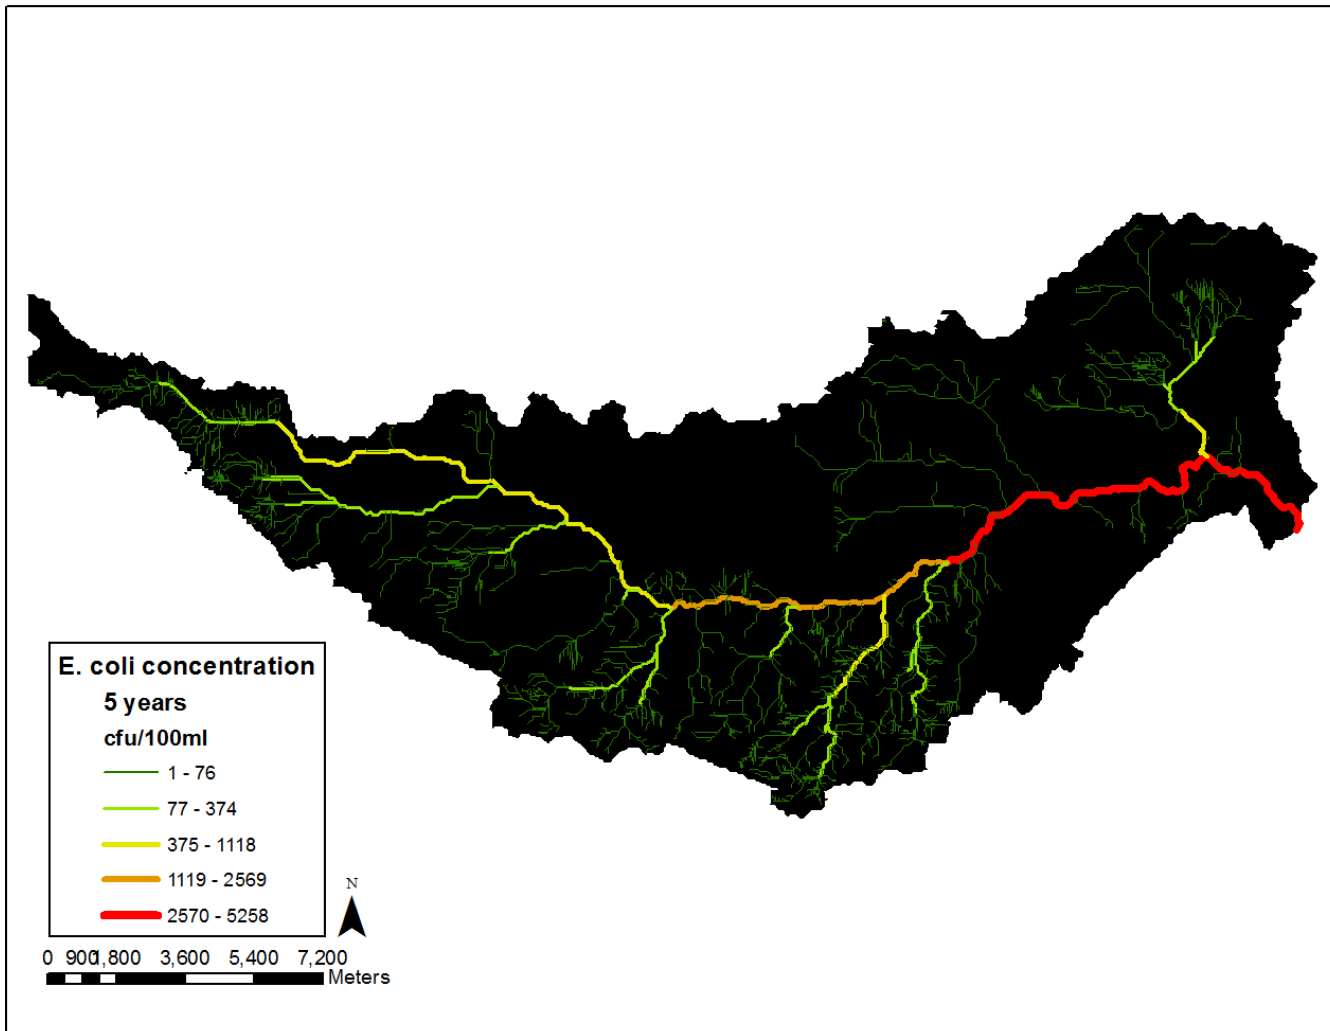 E. coli concentration
5 years
cfu/100ml
1 - 76
77 - 374
375 - 1118
1119 - 2569
2570 - 5258
N
0 900 1,800 3,600 5,400 7,200
Meters